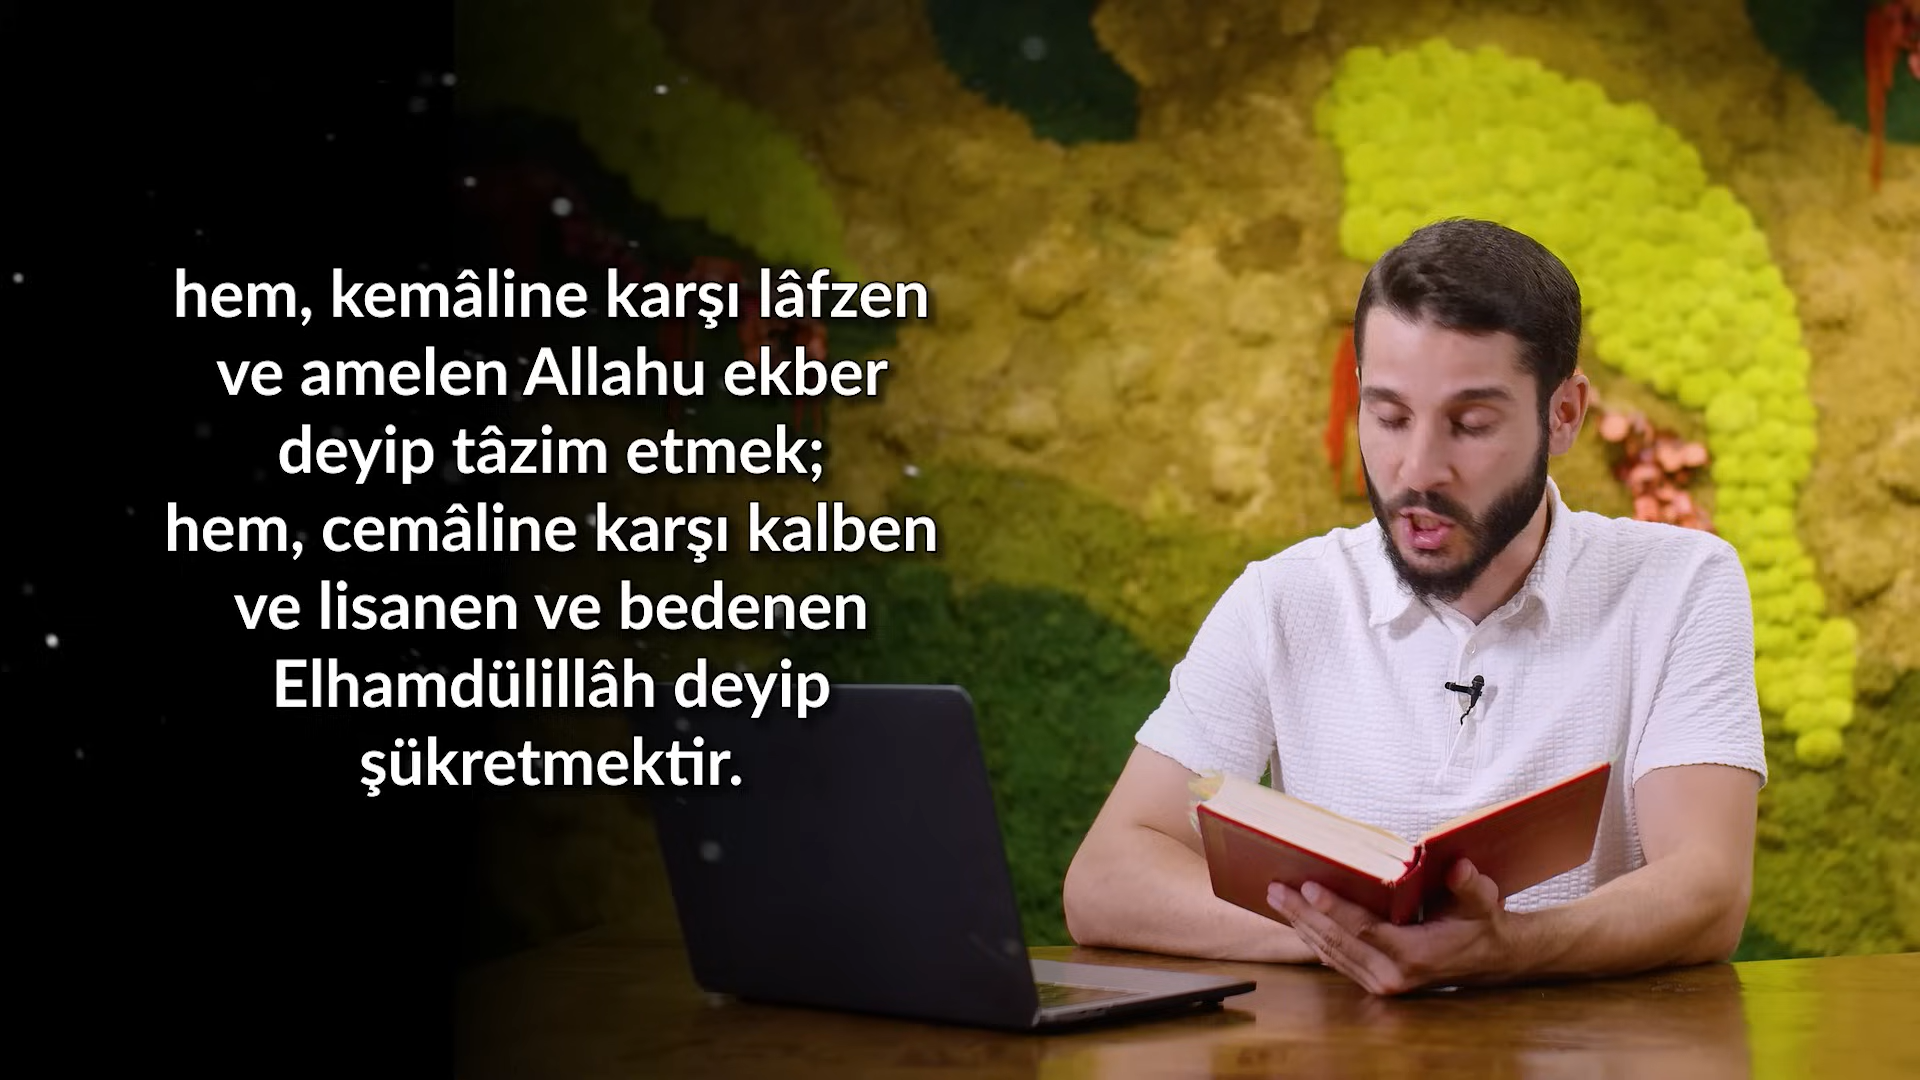 hem, kemâline karşı lâfzen
ve amelen Allahu ekber
deyip tâzim etmek;
hem, cemâline karşı kalben
ve lisanen ve bedenen
Elhamdülillâh deyip
şükretmektir.